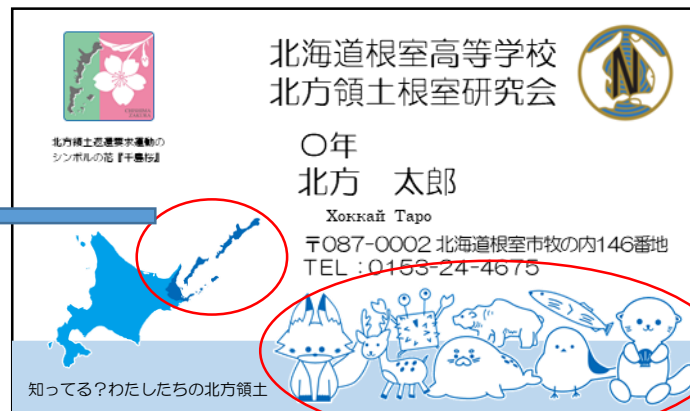 北海道根室高等学校
北方領土根室研究会
N
北方領土返還要求運動の
シンボルの花『千島桜』
〇年
北方 太郎
Хоккай Таро
〒087-0002 北海道根室市牧の内146番地
TEL:0153-24-4675
知ってる?わたしたちの北方領土